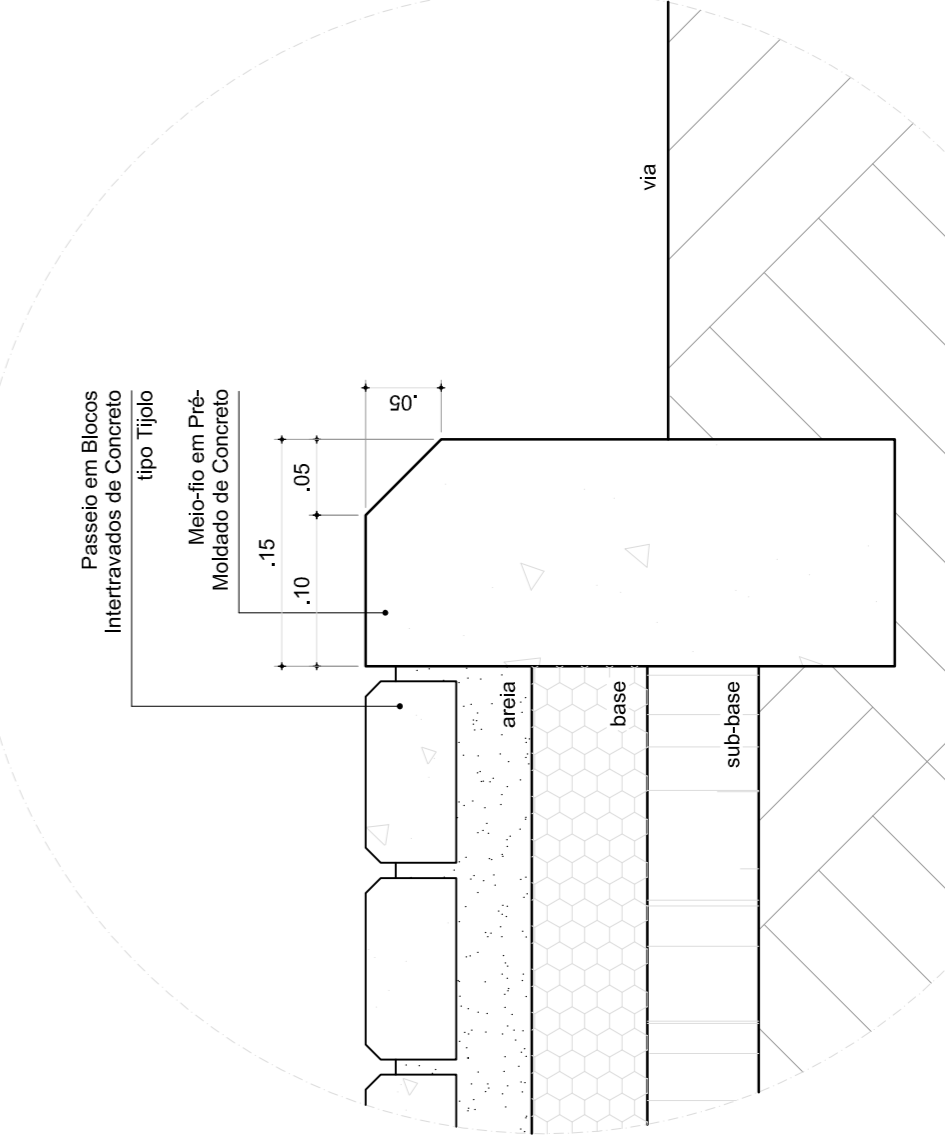 Passeio em Blocos
Intertravados de Concreto
tipo Tijolo
Meio-fio em Pré-
Moldado de Concreto
.15
.10
.05
.05
via
areia
base
sub-base